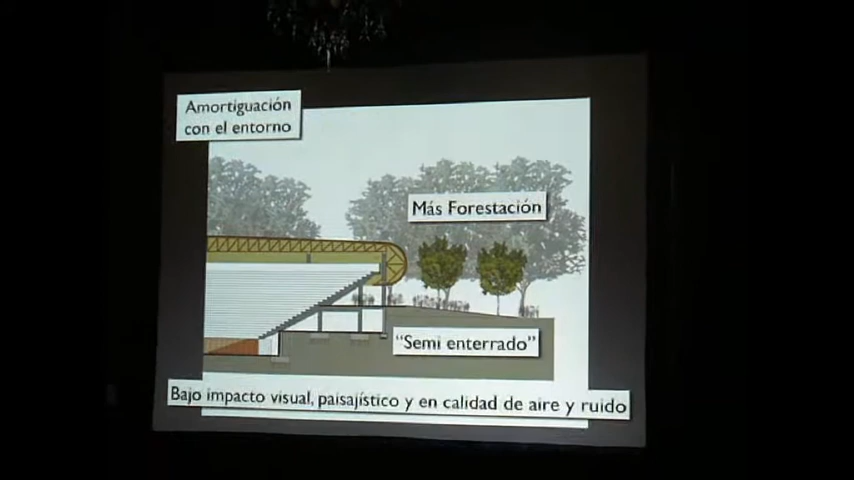 Amortiguación
con el entorno
Más Forestación
“Semi enterrado”
Bajo impacto visual, paisajístico y en calidad de aire y ruido